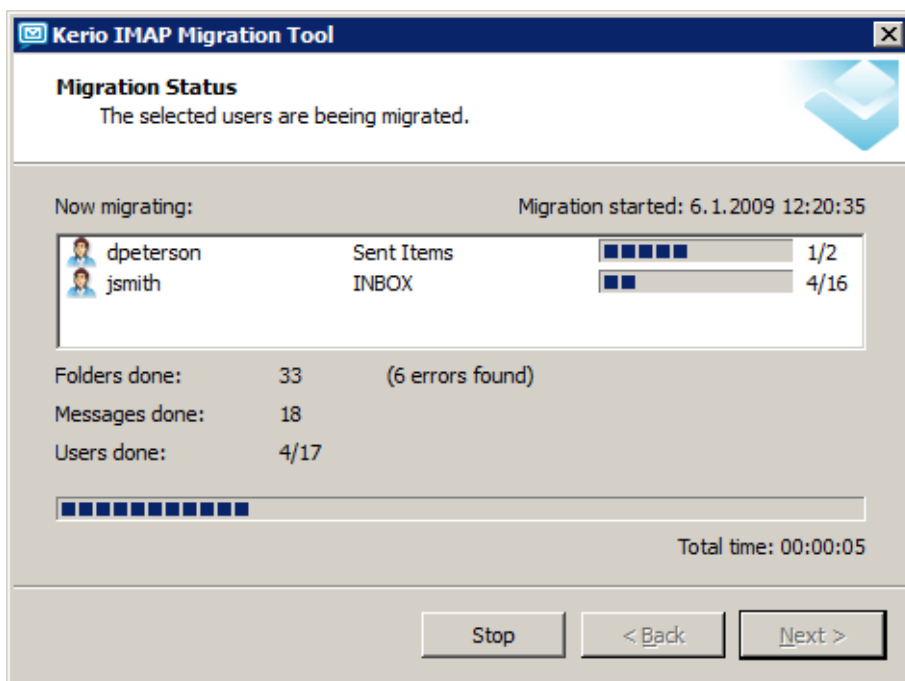 Kerio IMAP Migration Tool
Migration Status
The selected users are beeing migrated.
Now migrating: Migration started: 6.1.2009 12:20:35
dpeterson Sent Items 1/2
jsmith INBOX 4/16
Folders done: 33 (6 errors found)
Messages done: 18
Users done: 4/17
Total time: 00:00:05
Stop < Back Next >